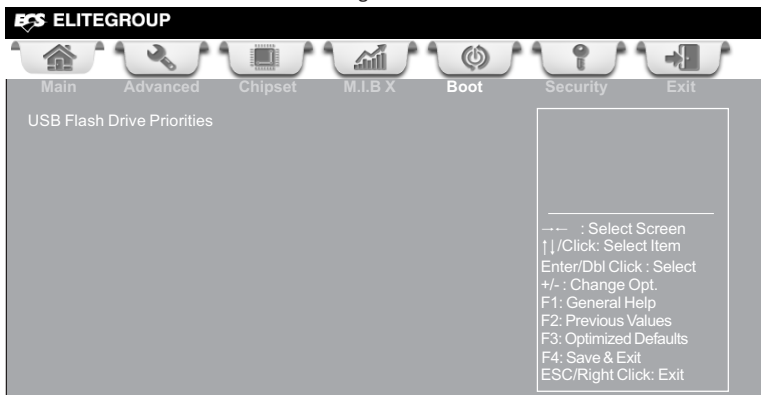 ECS ELITEGROUP
Main Advanced Chipset M.I.B X Boot Security Exit
USB Flash Drive Priorities
→← : Select Screen
↑↓/Click: Select Item
Enter/Dbl Click : Select
+/- : Change Opt.
F1: General Help
F2: Previous Values
F3: Optimized Defaults
F4: Save & Exit
ESC/Right Click: Exit